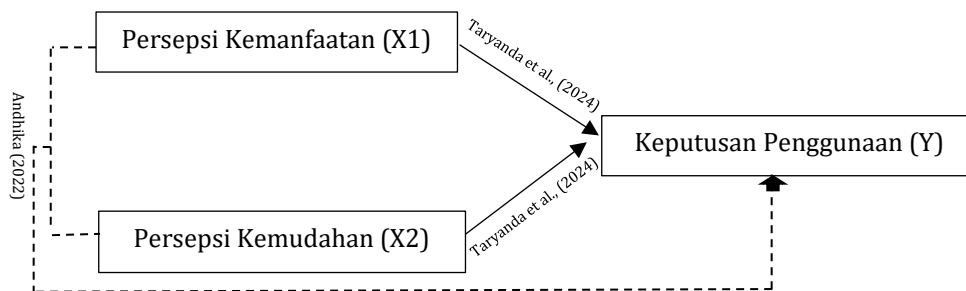 Persepsi Kemanfaatan (X1)
Taryanda et al., (2024)
Andhika (2022)
Keputusan Penggunaan (Y)
Taryanda et al., (2024)
Persepsi Kemudahan (X2)